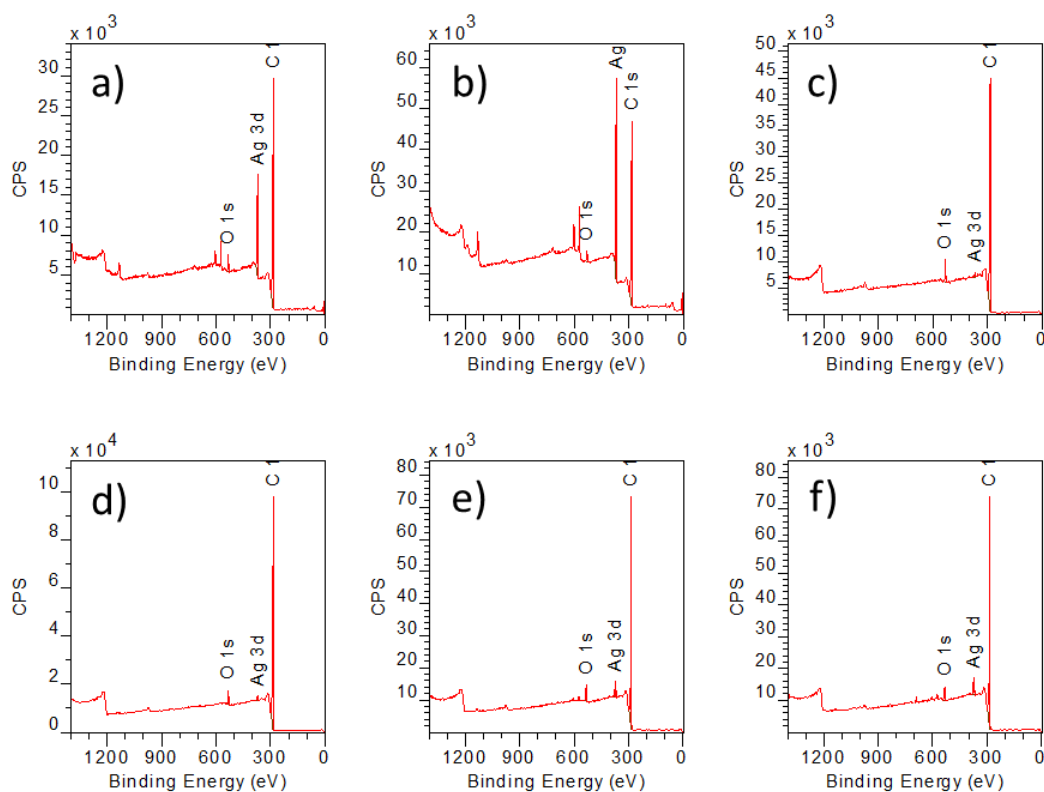 x 10³
a)
30
25
20
15
10
5
CPS
O 1s
Ag 3d
C 1
1200 900 600 300 0
Binding Energy (eV)
x 10³
b)
60
50
40
30
20
10
CPS
O 1s
Ag
C 1s
1200 900 600 300 0
Binding Energy (eV)
x 10³
c)
50
45
40
35
30
25
20
15
10
5
CPS
O 1s
Ag 3d
C 1
1200 900 600 300 0
Binding Energy (eV)
x 10⁴
d)
10
8
6
4
2
0
CPS
O 1s
Ag 3d
C 1
1200 900 600 300 0
Binding Energy (eV)
x 10³
e)
80
70
60
50
40
30
20
10
CPS
O 1s
Ag 3d
C 1
1200 900 600 300 0
Binding Energy (eV)
x 10³
f)
80
70
60
50
40
30
20
10
CPS
O 1s
Ag 3d
C 1
1200 900 600 300 0
Binding Energy (eV)